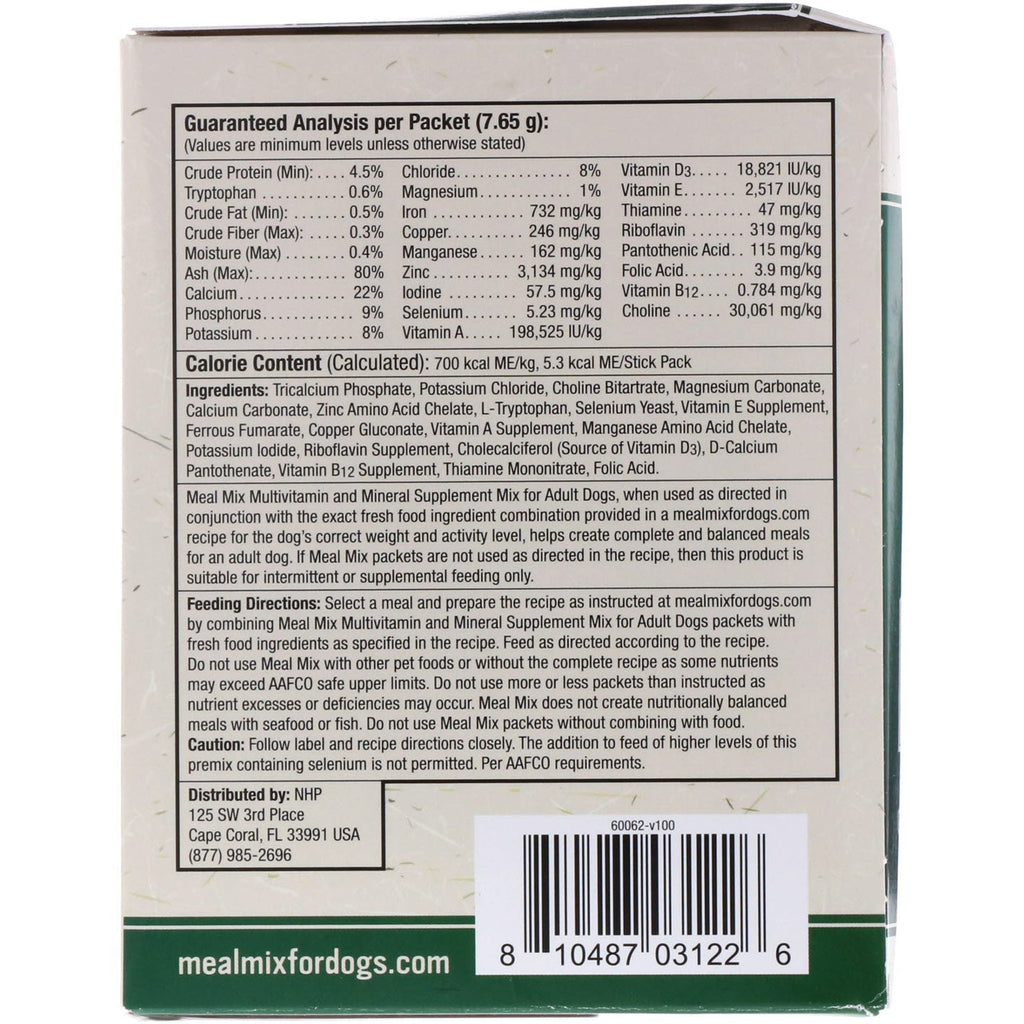 Guaranteed Analysis per Packet (7.65 g):
(Values are minimum levels unless otherwise stated)
Crude Protein (Min): .... 4.5%
Tryptophan ............ 0.6%
Crude Fat (Min): ........ 0.5%
Crude Fiber (Max): ...... 0.3%
Moisture (Max) ......... 0.4%
Ash (Max): ............. 80%
Calcium ............... 22%
Phosphorus ............. 9%
Potassium .............. 8%
Chloride ............... 8%
Magnesium ............. 1%
Iron ............ 732 mg/kg
Copper .......... 246 mg/kg
Manganese ...... 162 mg/kg
Zinc ........... 3,134 mg/kg
Iodine ......... 57.5 mg/kg
Selenium ....... 5.23 mg/kg
Vitamin A ..... 198,525 IU/kg
Vitamin D3 ..... 18,821 IU/kg
Vitamin E ....... 2,517 IU/kg
Thiamine ......... 47 mg/kg
Riboflavin ....... 319 mg/kg
Pantothenic Acid .. 115 mg/kg
Folic Acid ........ 3.9 mg/kg
Vitamin B12 .... 0.784 mg/kg
Choline ...... 30,061 mg/kg
Calorie Content (Calculated): 700 kcal ME/kg, 5.3 kcal ME/Stick Pack
Ingredients: Tricalcium Phosphate, Potassium Chloride, Choline Bitartrate, Magnesium Carbonate,
Calcium Carbonate, Zinc Amino Acid Chelate, L-Tryptophan, Selenium Yeast, Vitamin E Supplement,
Ferrous Fumarate, Copper Gluconate, Vitamin A Supplement, Manganese Amino Acid Chelate,
Potassium Iodide, Riboflavin Supplement, Cholecalciferol (Source of Vitamin D3), D-Calcium
Pantothenate, Vitamin B12 Supplement, Thiamine Mononitrate, Folic Acid.
Meal Mix Multivitamin and Mineral Supplement Mix for Adult Dogs, when used as directed in
conjunction with the exact fresh food ingredient combination provided in a mealmixfordogs.com
recipe for the dog's correct weight and activity level, helps create complete and balanced meals
for an adult dog. If Meal Mix packets are not used as directed in the recipe, then this product is
suitable for intermittent or supplemental feeding only.
Feeding Directions: Select a meal and prepare the recipe as instructed at mealmixfordogs.com
by combining Meal Mix Multivitamin and Mineral Supplement Mix for Adult Dogs packets with
fresh food ingredients as specified in the recipe. Feed as directed according to the recipe.
Do not use Meal Mix with other pet foods or without the complete recipe as some nutrients
may exceed AAFCO safe upper limits. Do not use more or less packets than instructed as
nutrient excesses or deficiencies may occur. Meal Mix does not create nutritionally balanced
meals with seafood or fish. Do not use Meal Mix packets without combining with food.
Caution: Follow label and recipe directions closely. The addition to feed of higher levels of this
premix containing selenium is not permitted. Per AAFCO requirements.
Distributed by: NHP
125 SW 3rd Place
Cape Coral, FL 33991 USA
(877) 985-2696
60062-v100
8 10487 03122 6
mealmixfordogs.com